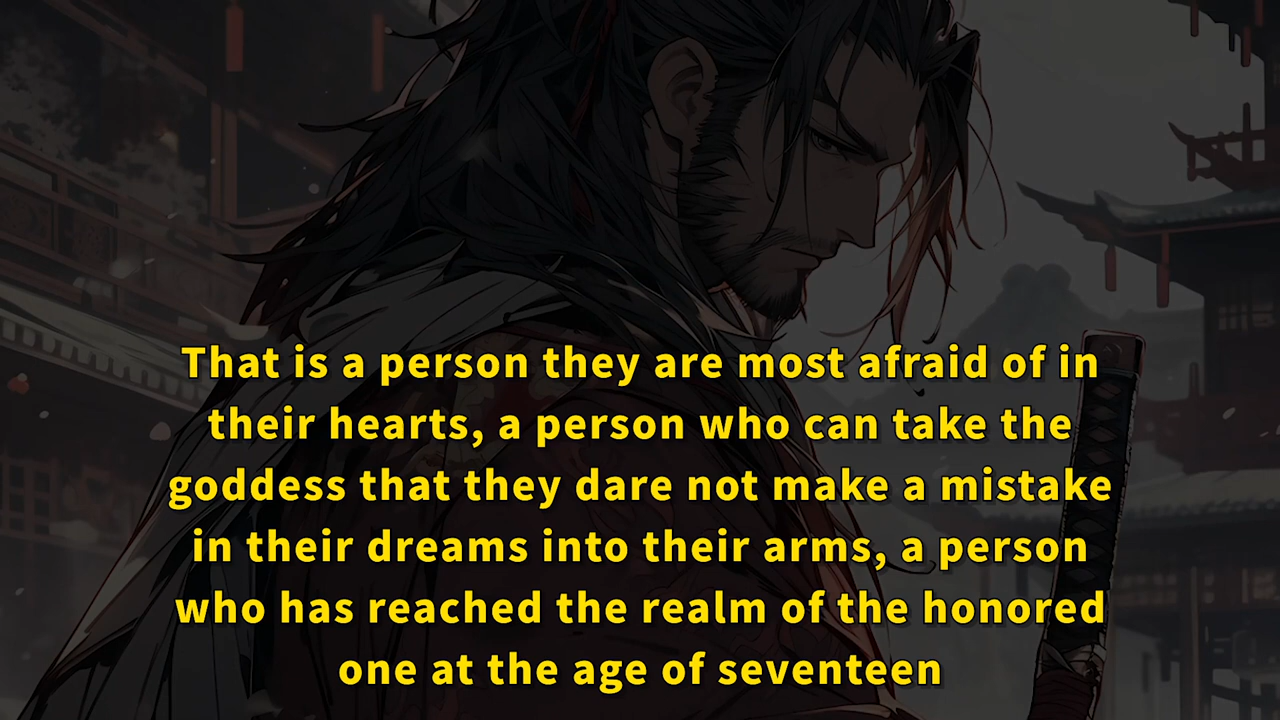 That is a person they are most afraid of in
their hearts, a person who can take the
goddess that they dare not make a mistake
in their dreams into their arms, a person
who has reached the realm of the honored
one at the age of seventeen